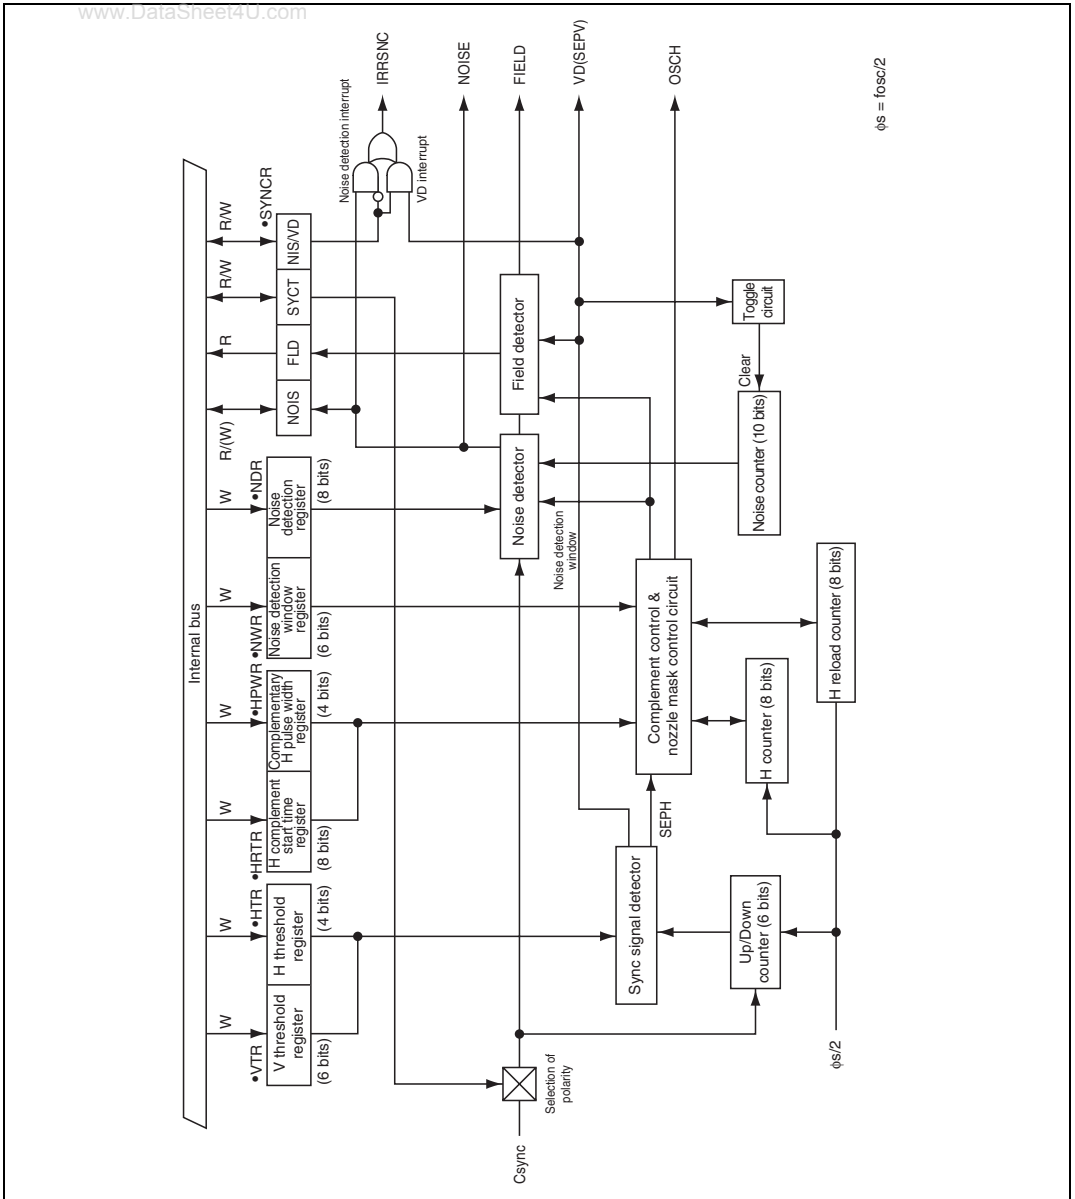 www.DataSheet4U.com
Internal bus
W
•VTR
V threshold
register
(6 bits)
W
•HTR
H threshold
register
(4 bits)
W
•HRTR
H complement
start time
register
(8 bits)
W
•HPWR
Complementary
H pulse width
register
(4 bits)
W
•NWR
Noise detection
window
register
(6 bits)
W
•NDR
Noise
detection
register
(8 bits)
R/(W)
NOIS
R
FLD
R/W
SYCT
R/W
•SYNCR
NIS/VD
Noise detection interrupt
VD interrupt
IRRSNC
NOISE
FIELD
VD(SEPV)
OSCH
Csync
Selection of
polarity
Noise detector
Field detector
Noise detection
window
Sync signal detector
SEPH
Complement control &
nozzle mask control circuit
Toggle
circuit
Clear
Noise counter (10 bits)
Up/Down
counter (6 bits)
H counter (8 bits)
H reload counter (8 bits)
ϕs/2
ϕs = fosc/2